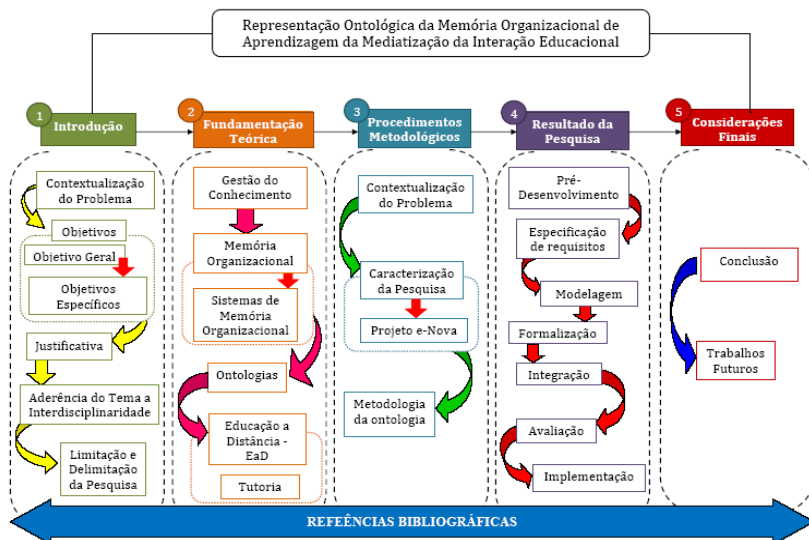 Representação Ontológica da Memória Organizacional de
Aprendizagem da Mediatização da Interação Educacional
1
Introdução
2
Fundamentação
Teórica
3
Procedimentos
Metodológicos
4
Resultado da
Pesquisa
5
Considerações
Finais
Contextualização
do Problema
Objetivos
Objetivo Geral
Objetivos
Específicos
Justificativa
Aderência do Tema a
Interdisciplinaridade
Limitação e
Delimitação
da Pesquisa
Gestão do
Conhecimento
Memória
Organizacional
Sistemas de
Memória
Organizacional
Ontologias
Educação a
Distância -
EaD
Tutoria
Contextualização
do Problema
Caracterização
da Pesquisa
Projeto e-Nova
Metodologia
da ontologia
Pré-
Desenvolvimento
Especificação
de requisitos
Modelagem
Formalização
Integração
Avaliação
Implementação
Conclusão
Trabalhos
Futuros
REFEÊNCIAS BIBLIOGRÁFICAS